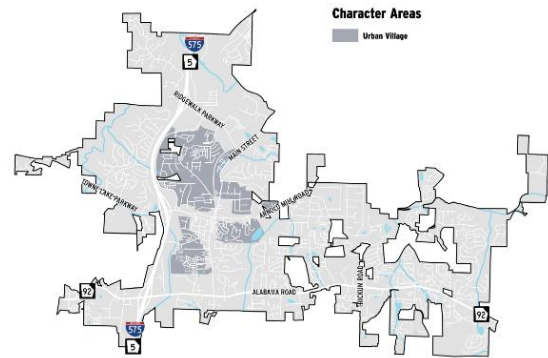 Character Areas
Urban Village
575
5
RIDGEWALK PARKWAY
MAIN STREET
TOWNE LAKE PARKWAY
ARNOLD MILL ROAD
TRICKUM ROAD
ALABAMA ROAD
92
92
575
5